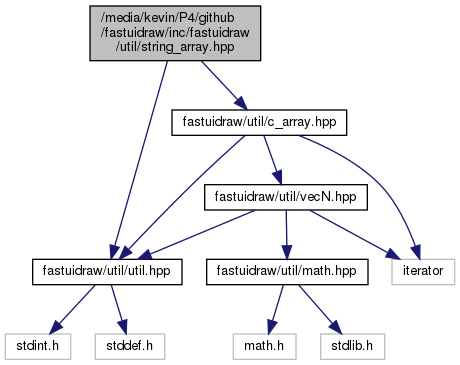 /media/kevin/P4/github
/fastuidraw/inc/fastuidraw
/util/string_array.hpp
fastuidraw/util/c_array.hpp
fastuidraw/util/vecN.hpp
fastuidraw/util/util.hpp
fastuidraw/util/math.hpp
iterator
stdint.h
stddef.h
math.h
stdlib.h